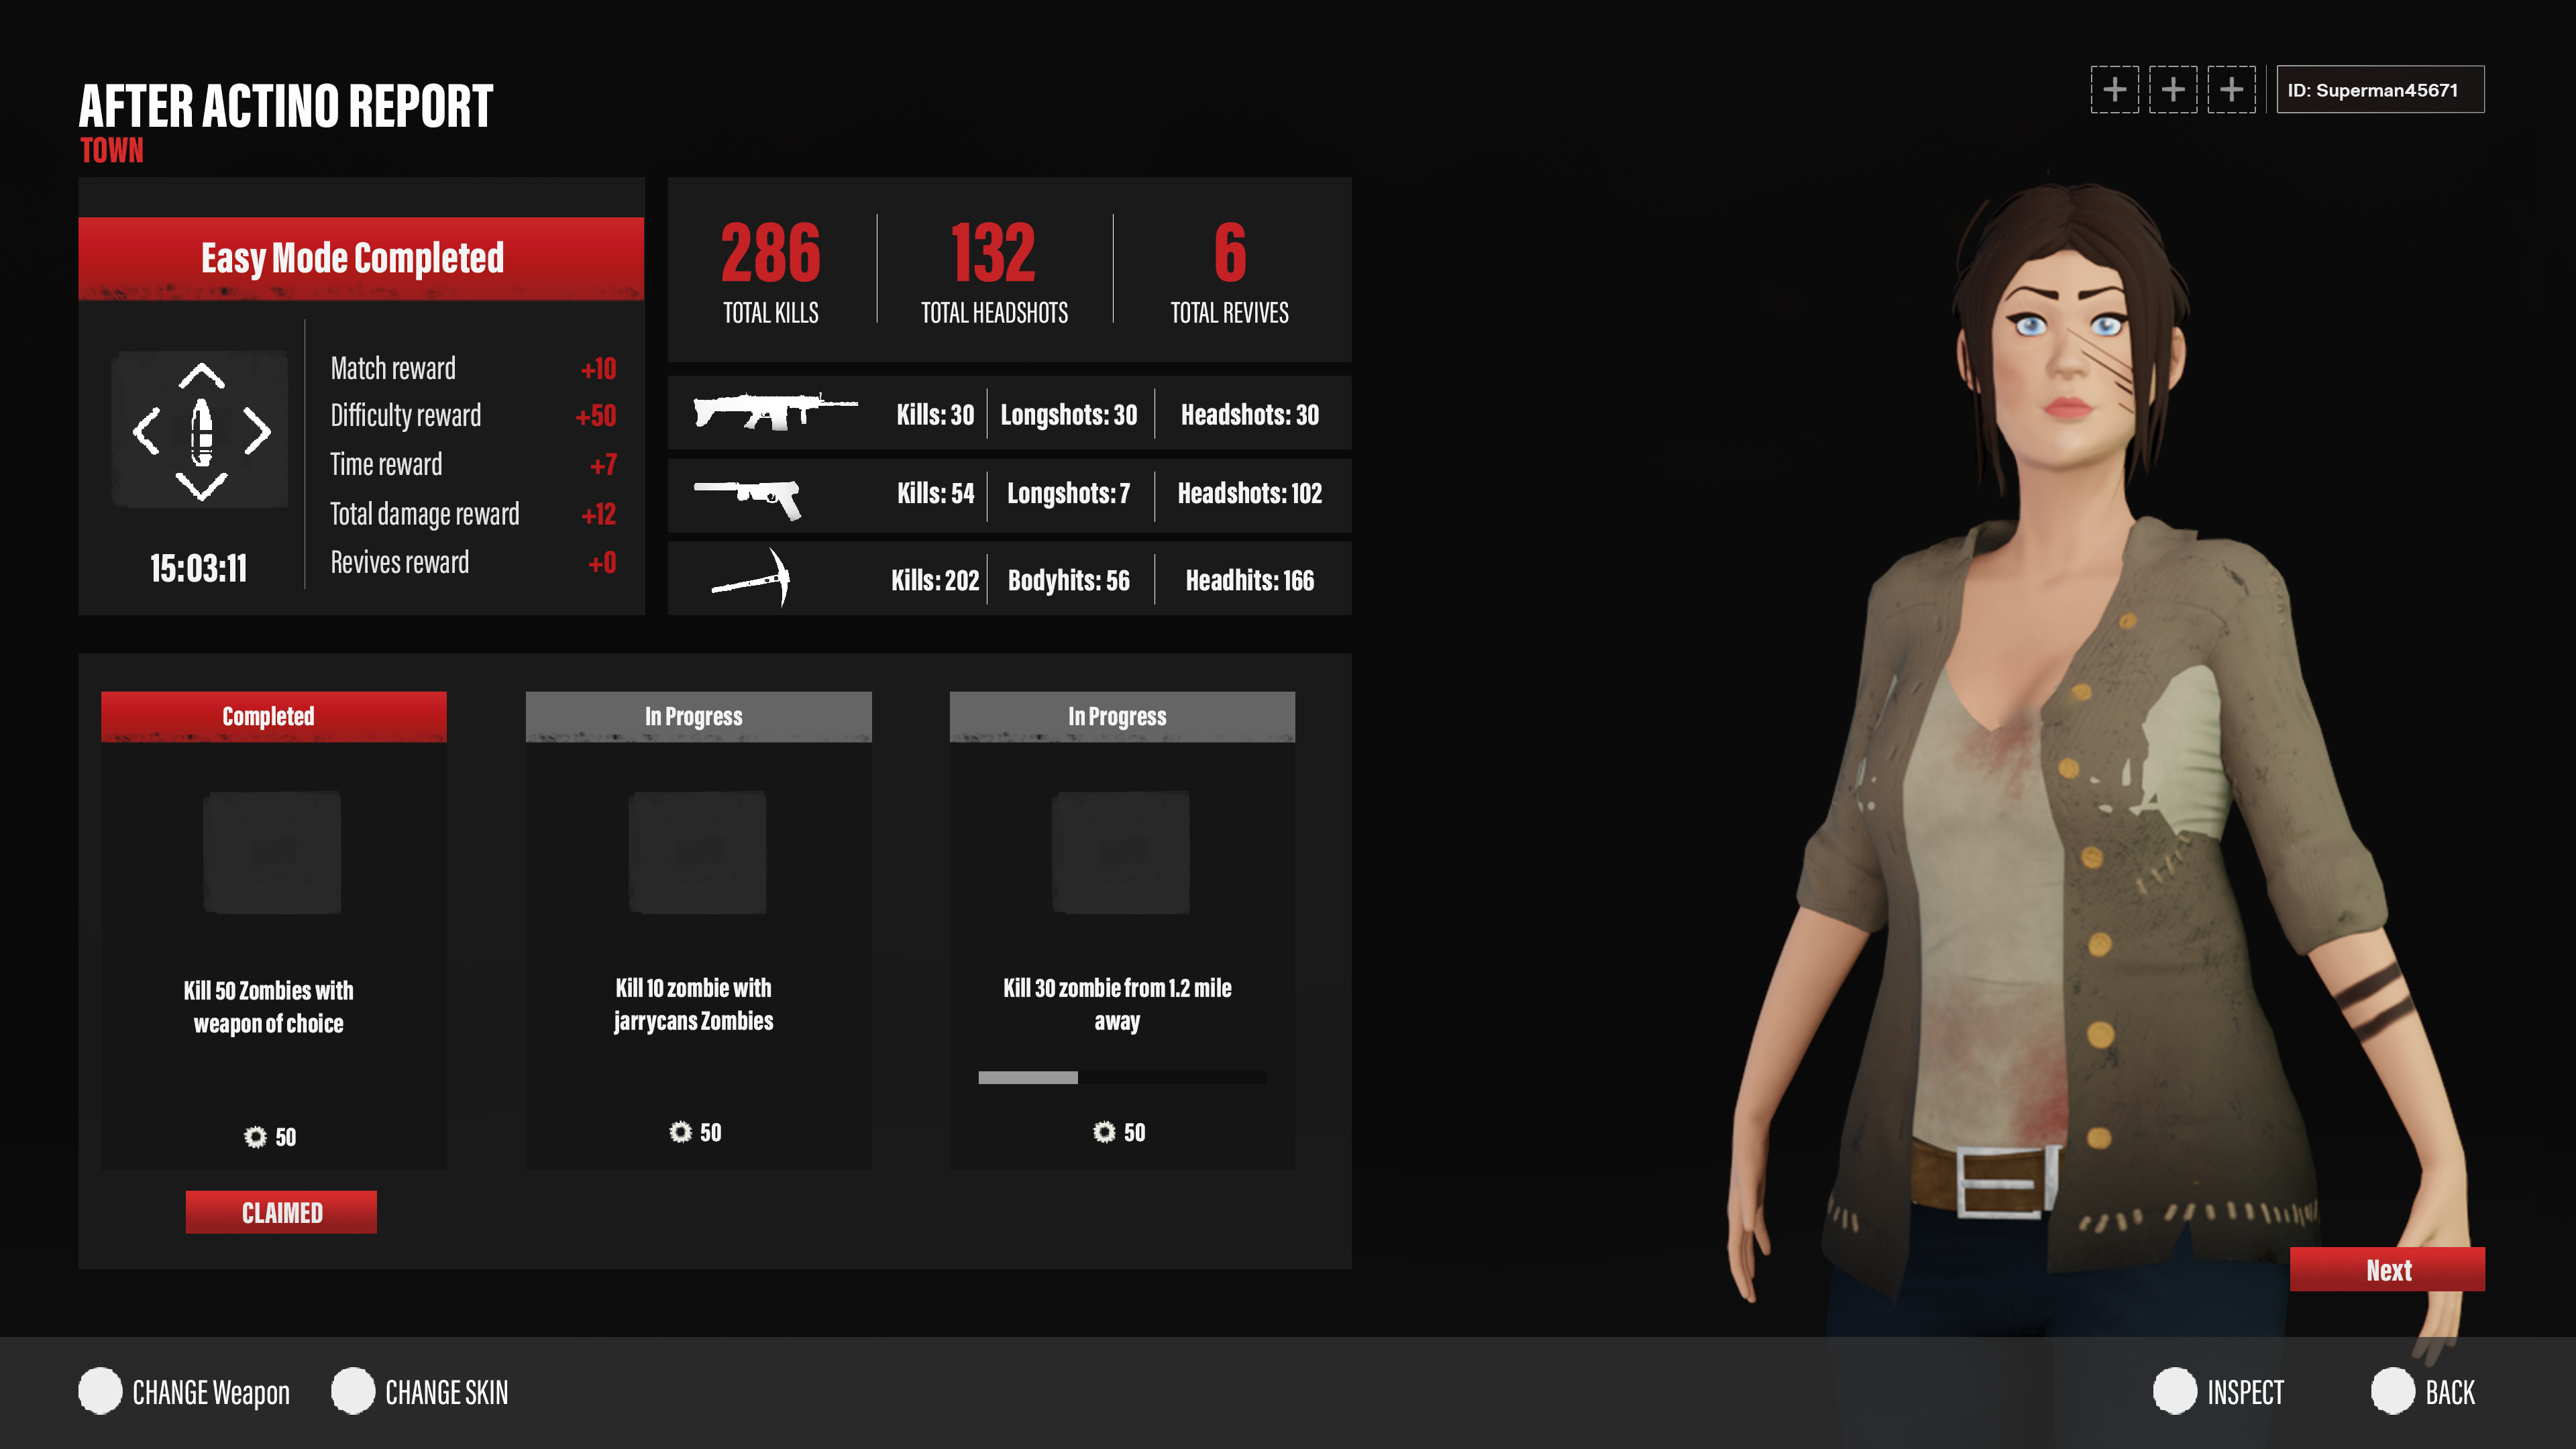 AFTER ACTINO REPORT
TOWN
ID: Superman45671
Easy Mode Completed
Match reward +10
Difficulty reward +50
Time reward +7
Total damage reward +12
Revives reward +0
15:03:11
286 132 6
TOTAL KILLS TOTAL HEADSHOTS TOTAL REVIVES
Kills: 30 Longshots: 30 Headshots: 30
Kills: 54 Longshots: 7 Headshots: 102
Kills: 202 Bodyhits: 56 Headhits: 166
Completed
Kill 50 Zombies with
weapon of choice
50
CLAIMED
In Progress
Kill 10 zombie with
jarrycans Zombies
50
In Progress
Kill 30 zombie from 1.2 mile
away
50
Next
CHANGE Weapon CHANGE SKIN INSPECT BACK